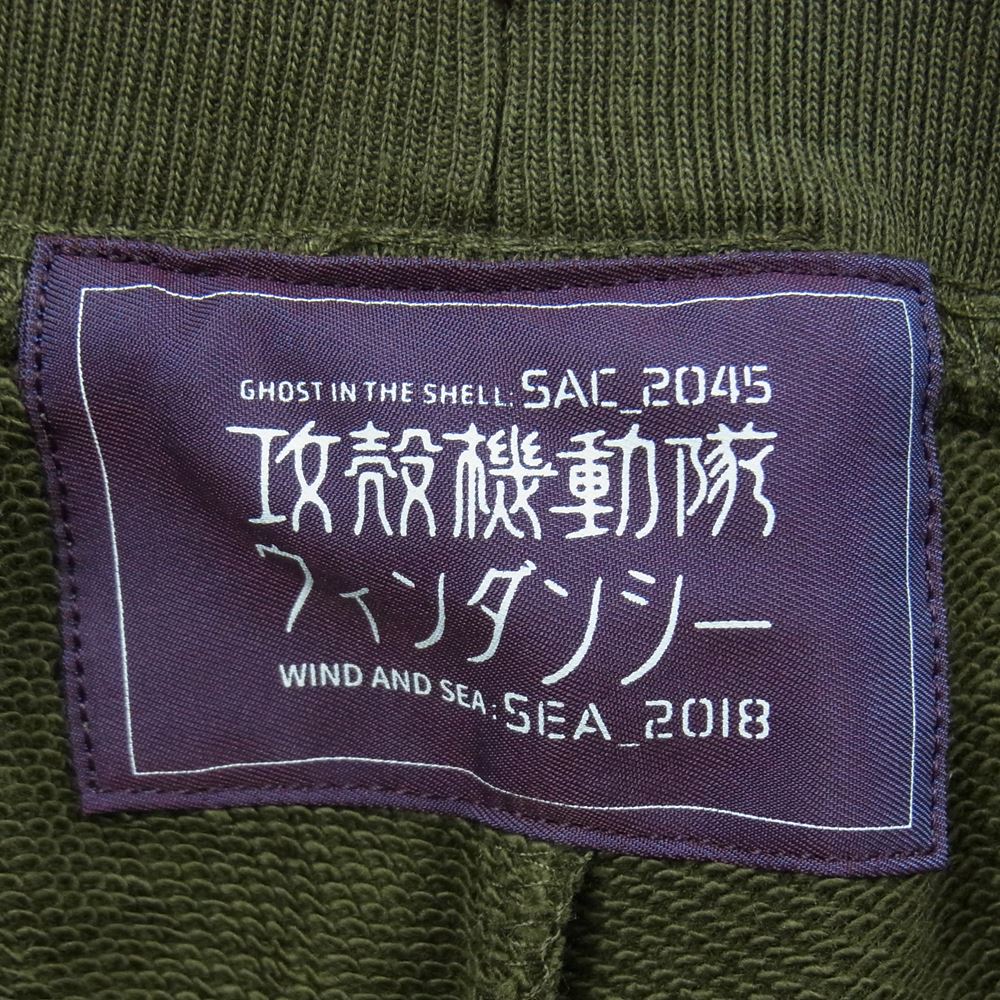 GHOST IN THE SHELL: SAC_2045
攻殻機動隊
ウィンダンシー
WIND AND SEA: SEA_2018